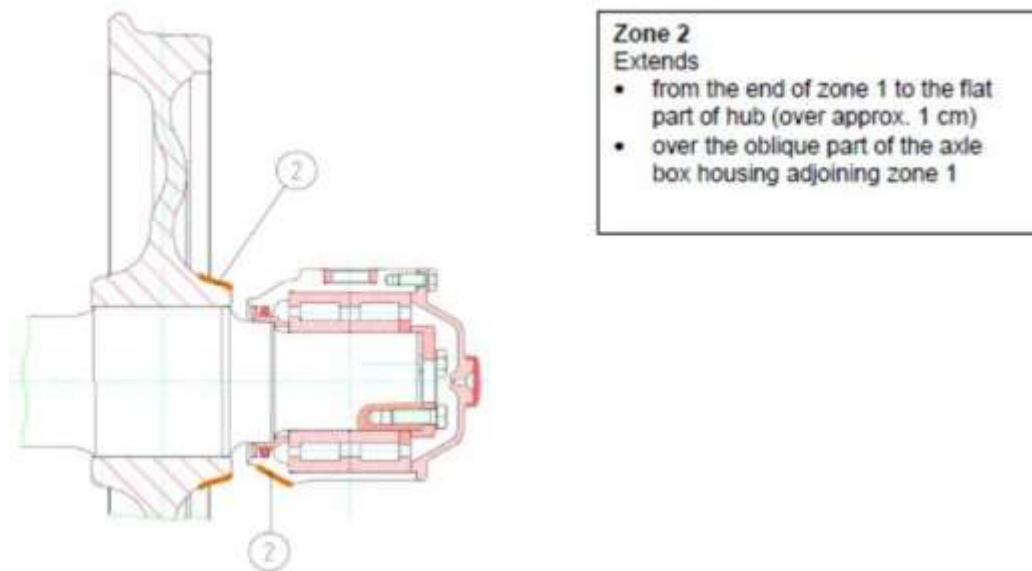 Zone 2
Extends
• from the end of zone 1 to the flat
part of hub (over approx. 1 cm)
• over the oblique part of the axle
box housing adjoining zone 1
2
2